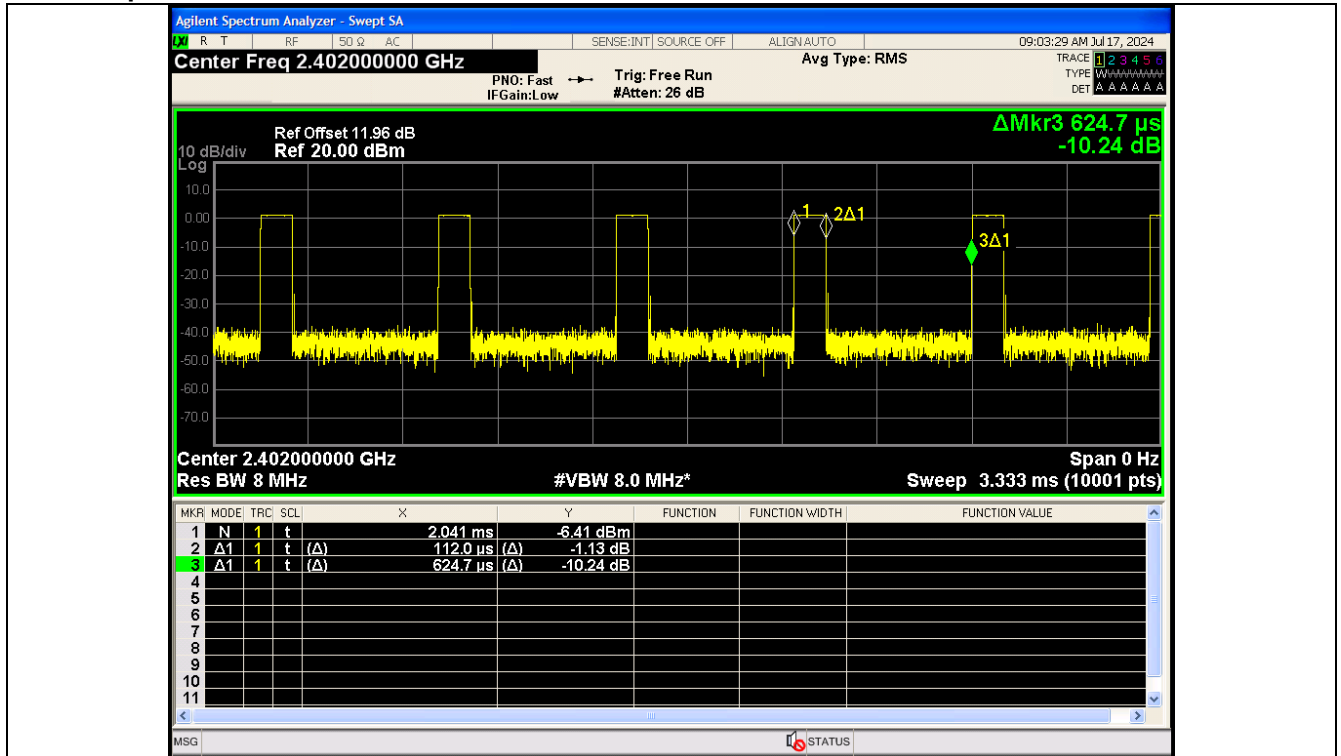 Agilent Spectrum Analyzer - Swept SA
LXI R T RF 50 Ω AC SENSE:INT SOURCE OFF ALIGN AUTO 09:03:29 AM Jul 17, 2024
Center Freq 2.402000000 GHz Avg Type: RMS TRACE 1 2 3 4 5 6
PNO: Fast Trig: Free Run TYPE WWWWWW
IFGain:Low #Atten: 26 dB DET A A A A A A
ΔMkr3 624.7 µs
Ref Offset 11.96 dB
10 dB/div Ref 20.00 dBm -10.24 dB
Log
10.0
0.00
-10.0
-20.0
-30.0
-40.0
-50.0
-60.0
-70.0
1 2Δ1
3Δ1
Center 2.402000000 GHz Span 0 Hz
Res BW 8 MHz #VBW 8.0 MHz* Sweep 3.333 ms (10001 pts)
MKR MODE TRC SCL X Y FUNCTION FUNCTION WIDTH FUNCTION VALUE
1 N 1 t 2.041 ms -6.41 dBm
2 Δ1 1 t (Δ) 112.0 µs (Δ) -1.13 dB
3 Δ1 1 t (Δ) 624.7 µs (Δ) -10.24 dB
4
5
6
7
8
9
10
11
MSG STATUS